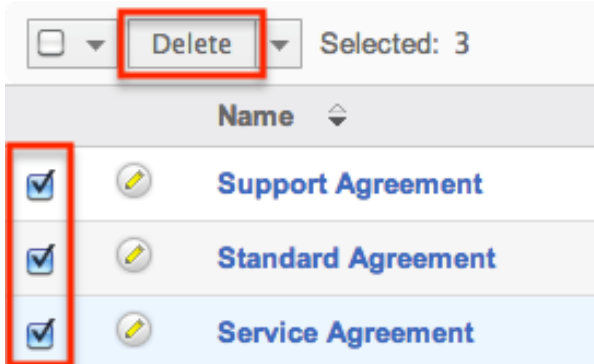 Delete Selected: 3
Name
Support Agreement
Standard Agreement
Service Agreement